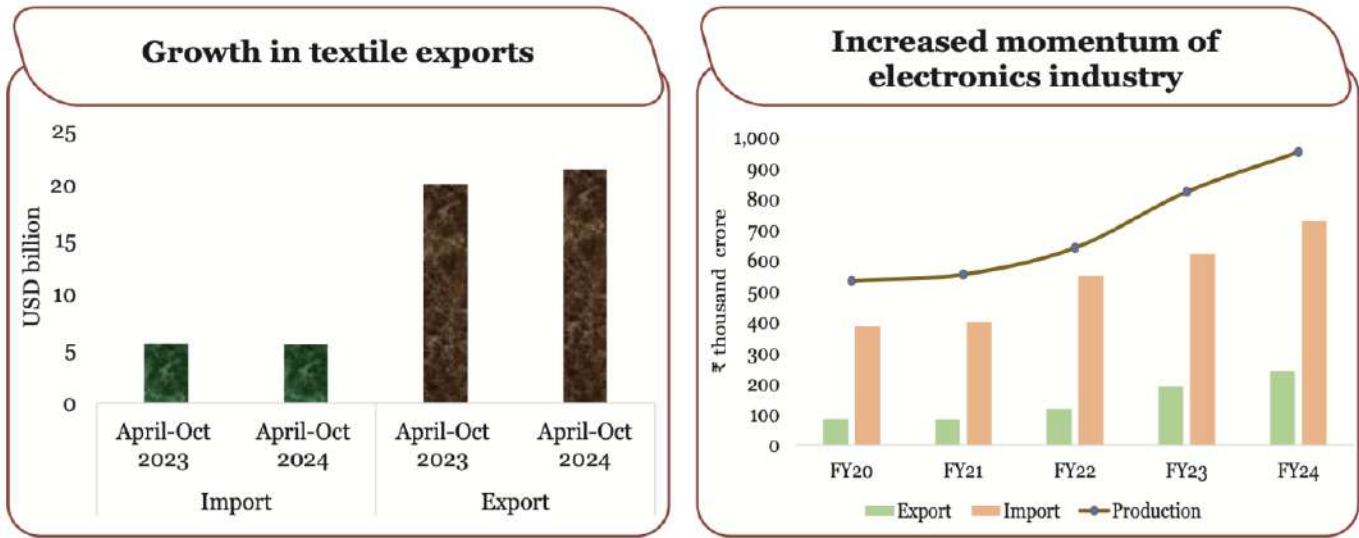 Growth in textile exports
USD billion
25
20
15
10
5
0
April-Oct
2023
April-Oct
2024
April-Oct
2023
April-Oct
2024
Import
Export
Increased momentum of
electronics industry
₹ thousand crore
1,000
900
800
700
600
500
400
300
200
100
0
FY20
FY21
FY22
FY23
FY24
Export
Import
Production